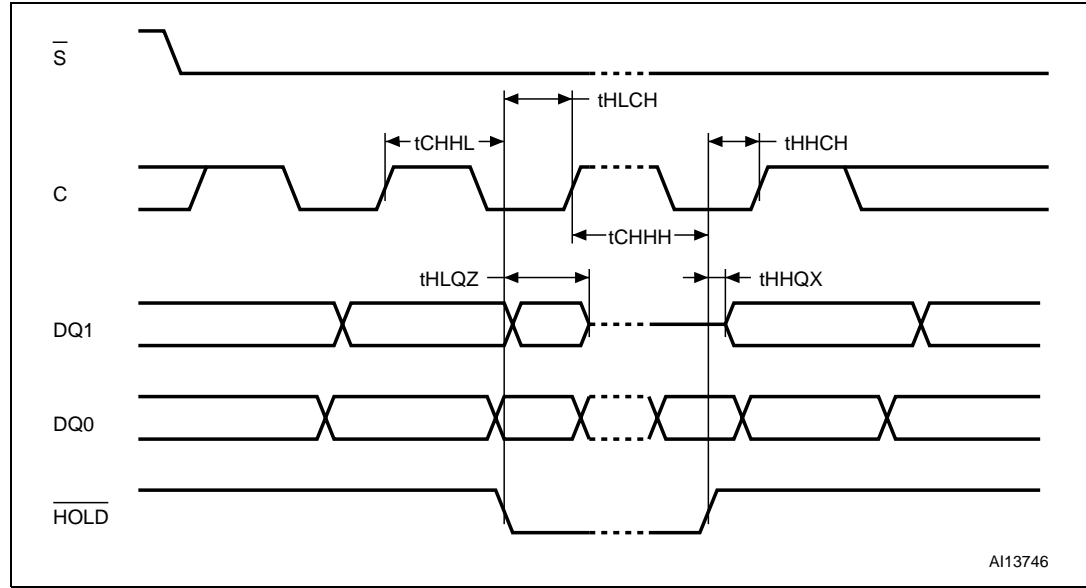 S
tHLCH
tCHHL
tHHCH
C
tCHHH
tHLQZ
tHHQX
DQ1
DQ0
HOLD
AI13746